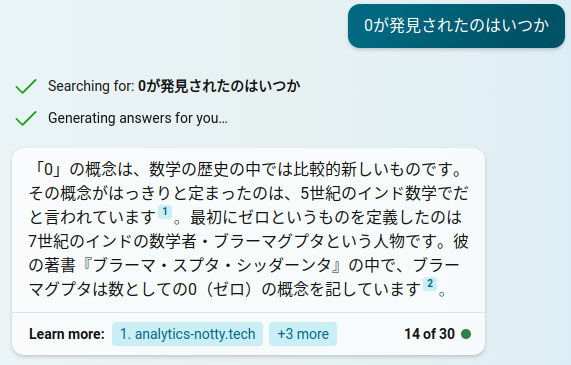 0が発見されたのはいつか
Searching for: 0が発見されたのはいつか
Generating answers for you…
「0」の概念は、数学の歴史の中では比較的新しいものです。
その概念がはっきりと定まったのは、5世紀のインド数学でだ
と言われています 1 。最初にゼロというものを定義したのは
7世紀のインドの数学者・ブラーマグプタという人物です。彼
の著書『ブラーマ・スプタ・シッダーンタ』の中で、ブラー
マグプタは数としての0（ゼロ）の概念を記しています 2 。
Learn more: 1. analytics-notty.tech +3 more 14 of 30